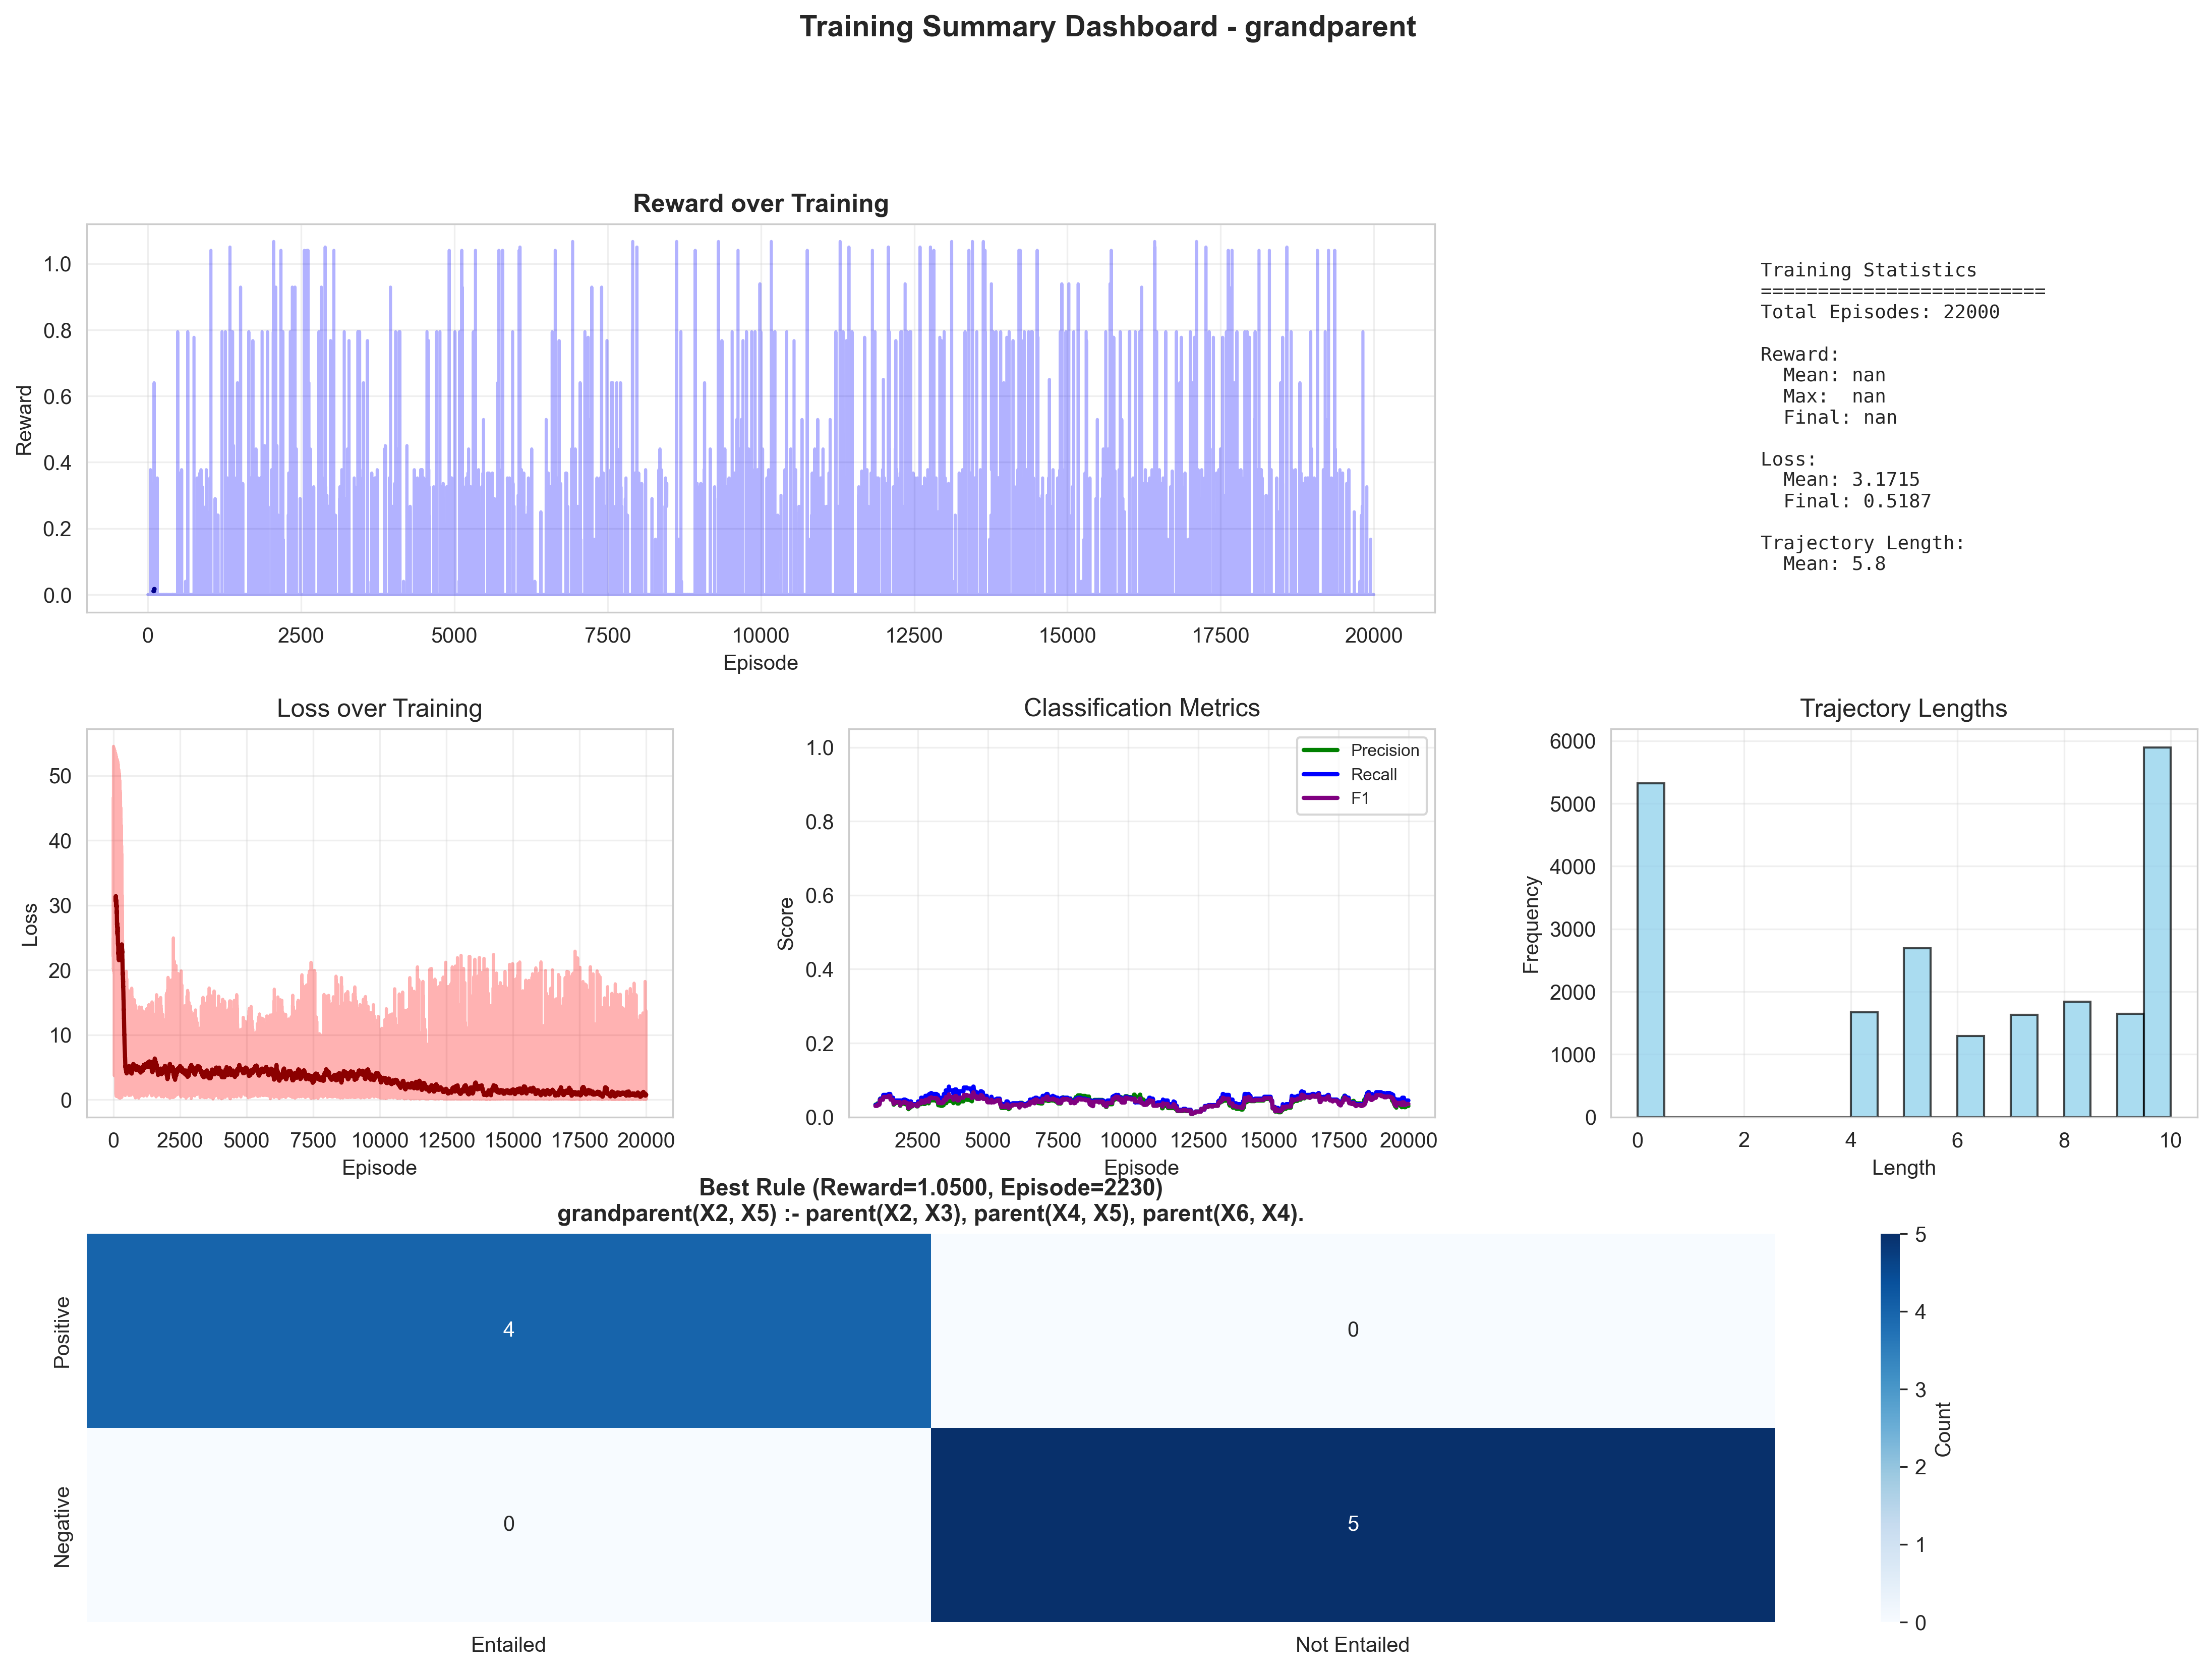 Training Summary Dashboard - grandparent
Reward over Training
1.0
0.8
0.6
0.4
0.2
0.0
Reward
0 2500 5000 7500 10000 12500 15000 17500 20000
Episode
Training Statistics
=========================
Total Episodes: 22000
Reward:
Mean: nan
Max: nan
Final: nan
Loss:
Mean: 3.1715
Final: 0.5187
Trajectory Length:
Mean: 5.8
Loss over Training
50
40
30
20
10
0
Loss
0 2500 5000 7500 10000 12500 15000 17500 20000
Episode
Classification Metrics
1.0
0.8
0.6
0.4
0.2
0.0
Score
Precision
Recall
F1
2500 5000 7500 10000 12500 15000 17500 20000
Episode
Trajectory Lengths
6000
5000
4000
3000
2000
1000
0
Frequency
0 2 4 6 8 10
Length
Best Rule (Reward=1.0500, Episode=2230)
grandparent(X2, X5) :- parent(X2, X3), parent(X4, X5), parent(X6, X4).
Positive
4 0
Negative
0 5
Entailed Not Entailed
5
4
3
2
1
0
Count